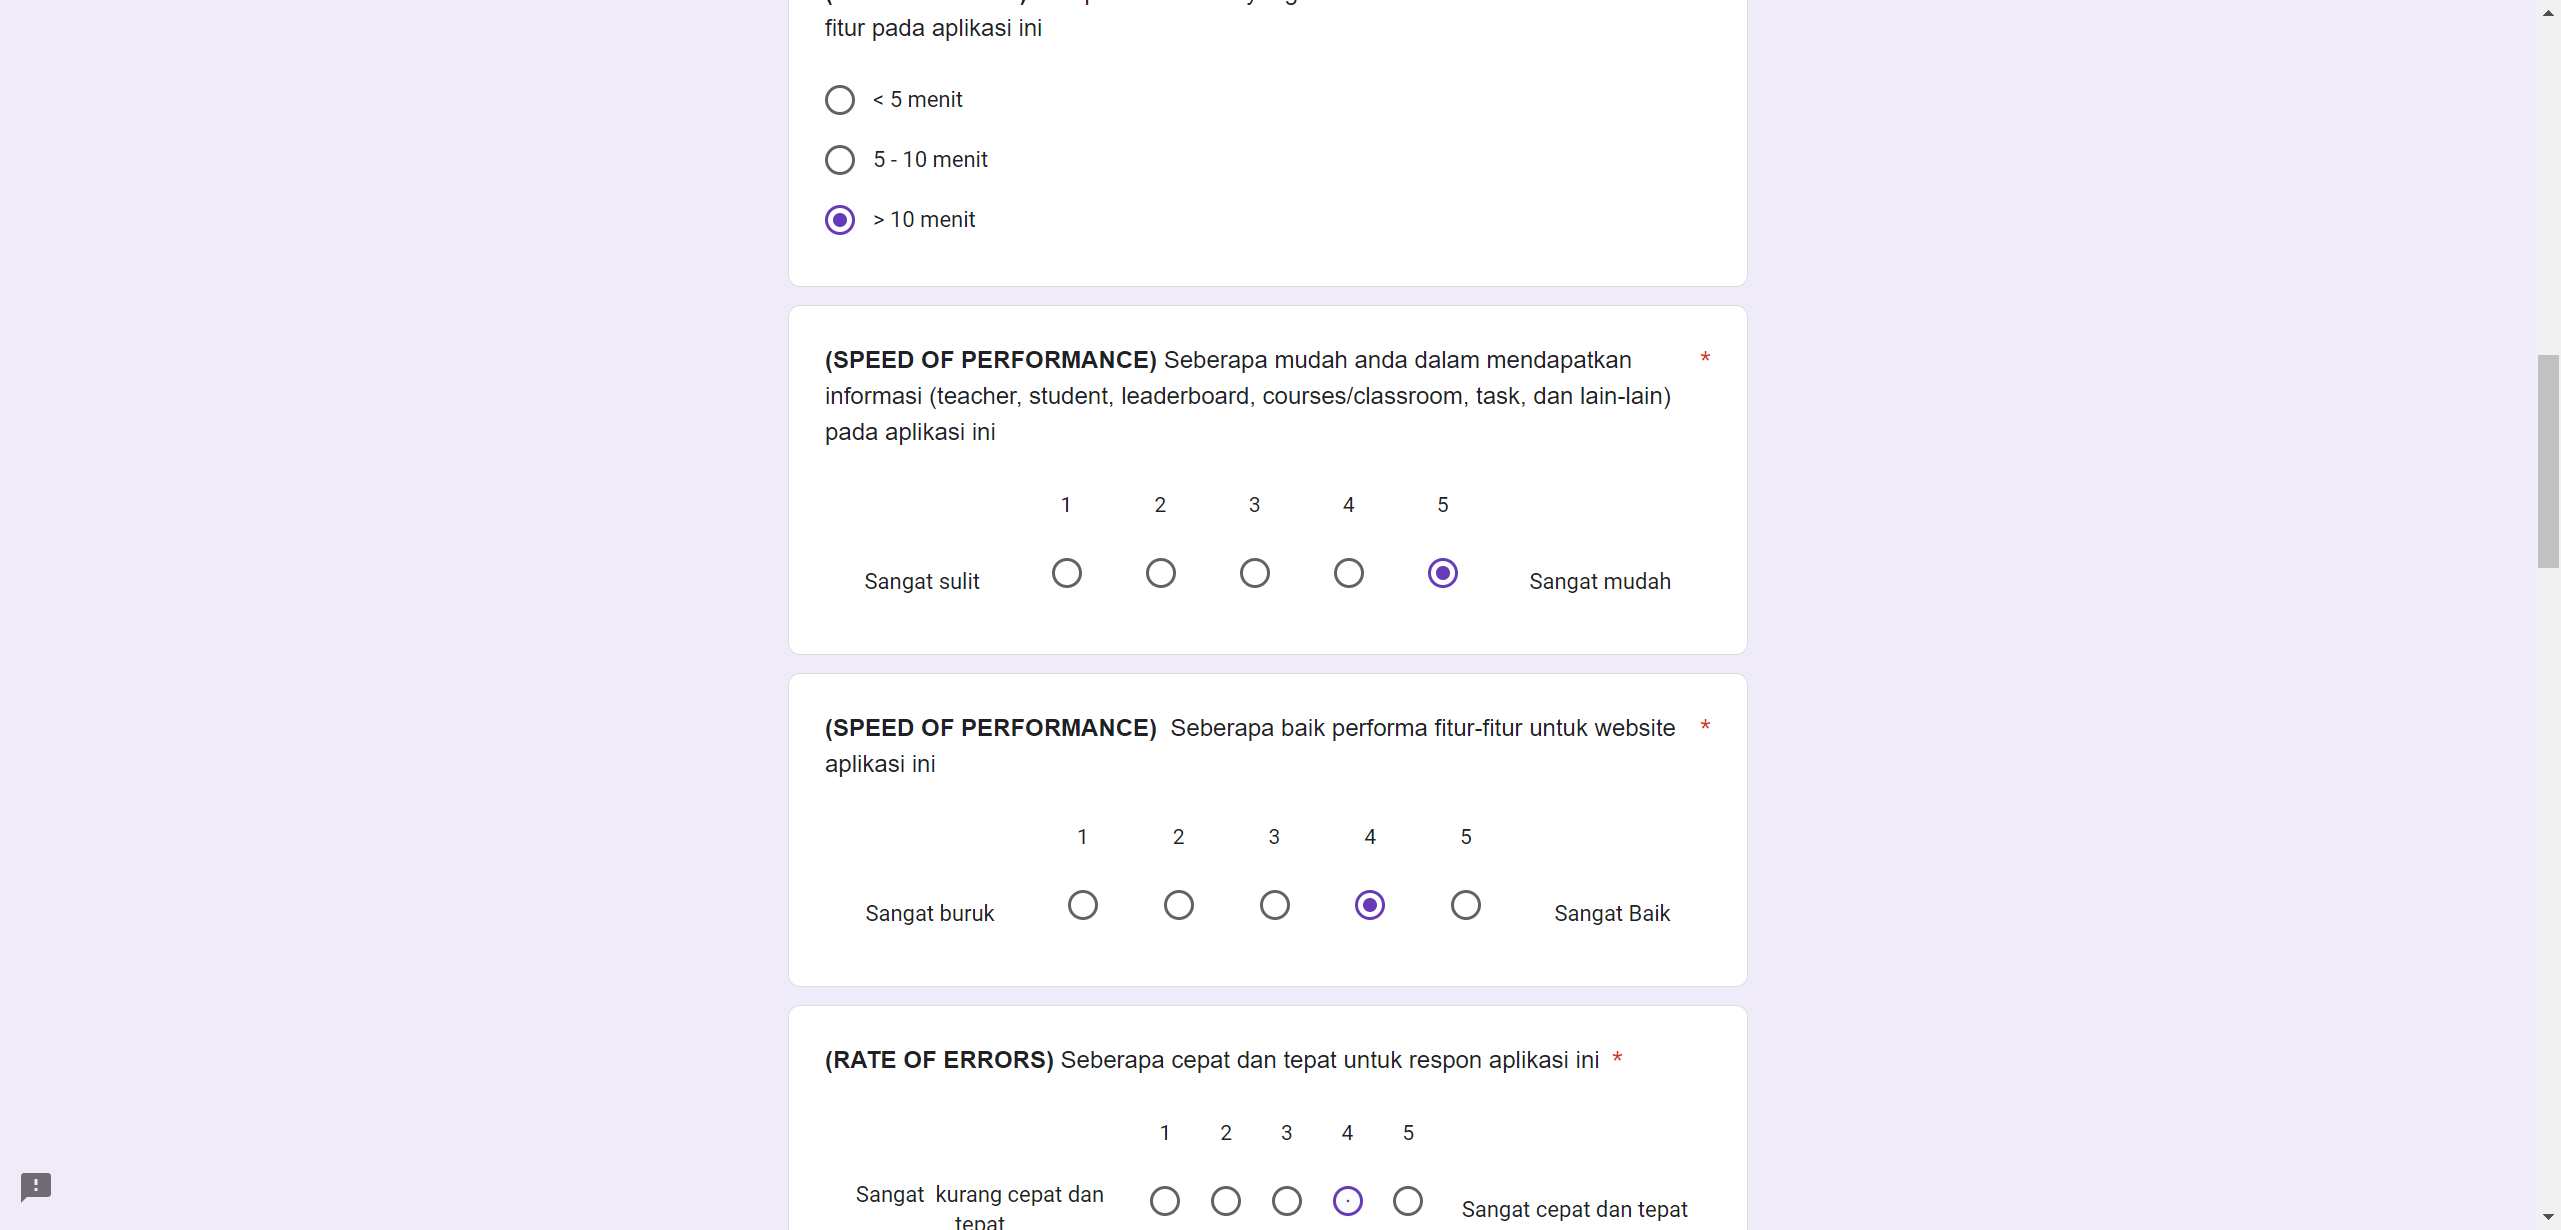 fitur pada aplikasi ini
< 5 menit
5 - 10 menit
> 10 menit
(SPEED OF PERFORMANCE) Seberapa mudah anda dalam mendapatkan *
informasi (teacher, student, leaderboard, courses/classroom, task, dan lain-lain)
pada aplikasi ini
1 2 3 4 5
Sangat sulit Sangat mudah
(SPEED OF PERFORMANCE)  Seberapa baik performa fitur-fitur untuk website *
aplikasi ini
1 2 3 4 5
Sangat buruk Sangat Baik
(RATE OF ERRORS) Seberapa cepat dan tepat untuk respon aplikasi ini *
1 2 3 4 5
Sangat  kurang cepat dan
tepat
Sangat cepat dan tepat